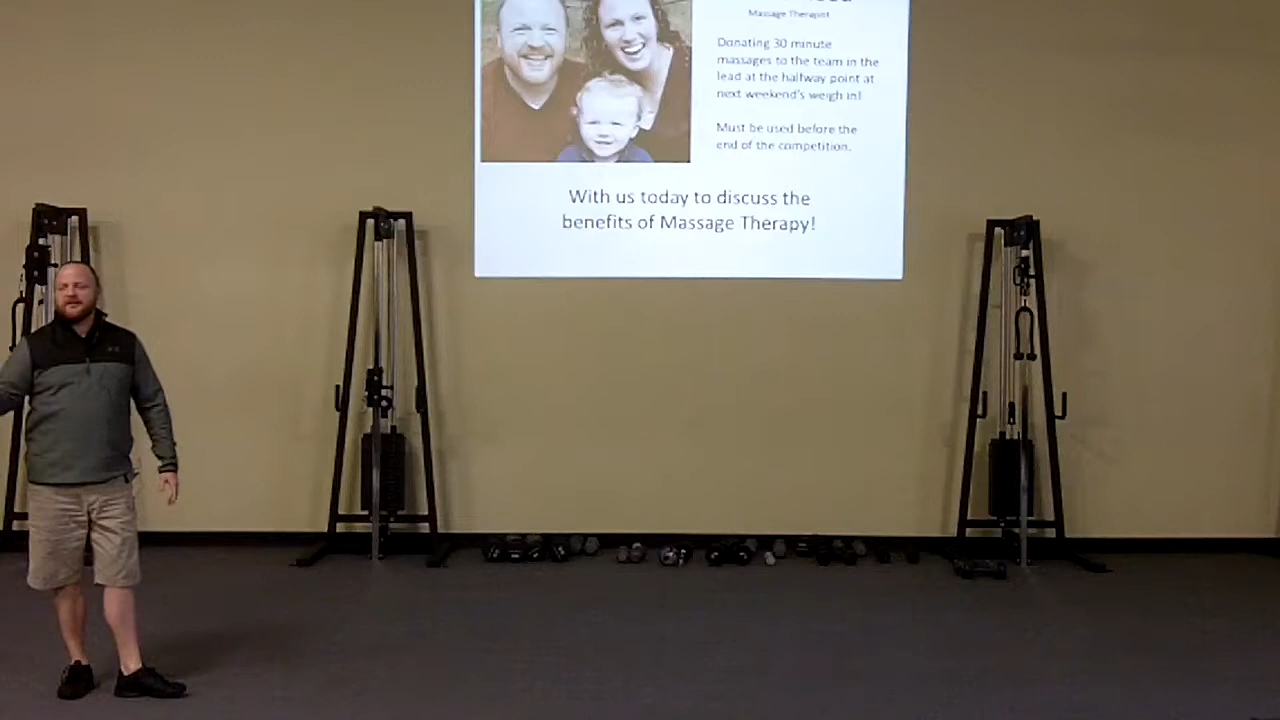 Massage Therapist
Donating 30 minute
massages to the team in the
lead at the halfway point at
next weekend's weigh in!
Must be used before the
end of the competition.
With us today to discuss the
benefits of Massage Therapy!